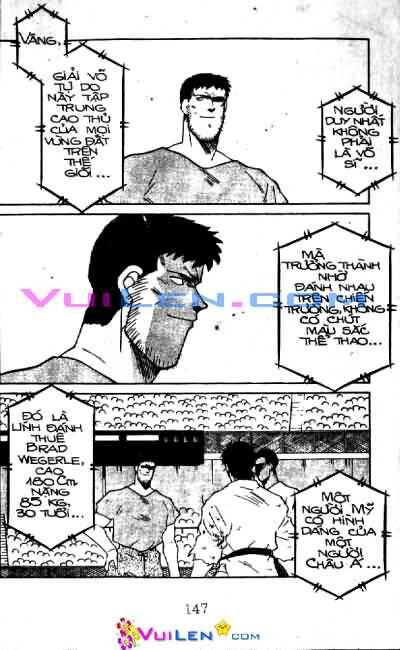 VÂNG,
GIẢI VÕ
TỰ DO
NÀY TẬP
TRUNG
CAO THỦ
CỦA MỌI
VÙNG ĐẤT
TRÊN
THẾ
GIỚI...
NGƯỜI
DUY NHẤT
KHÔNG
PHẢI
LÀ VÕ
SĨ...
MÀ
TRƯỞNG THÀNH
NHỜ
ĐÁNH NHAU
TRÊN CHIẾN
TRƯỜNG, KHÔNG
CÓ CHÚT
MÀU SẮC
THỂ THAO...
VuiLen.com
ĐÓ LÀ
LÍNH ĐÁNH
THUÊ
BRAD
WEGERLE,
CAO
180 Cm
NẶNG
85 KG,
30 TUỔI...
MỘT
NGƯỜI MỸ
CÓ HÌNH
DÁNG CỦA
MỘT
NGƯỜI
CHÂU Á...
147
VuiLen
.com